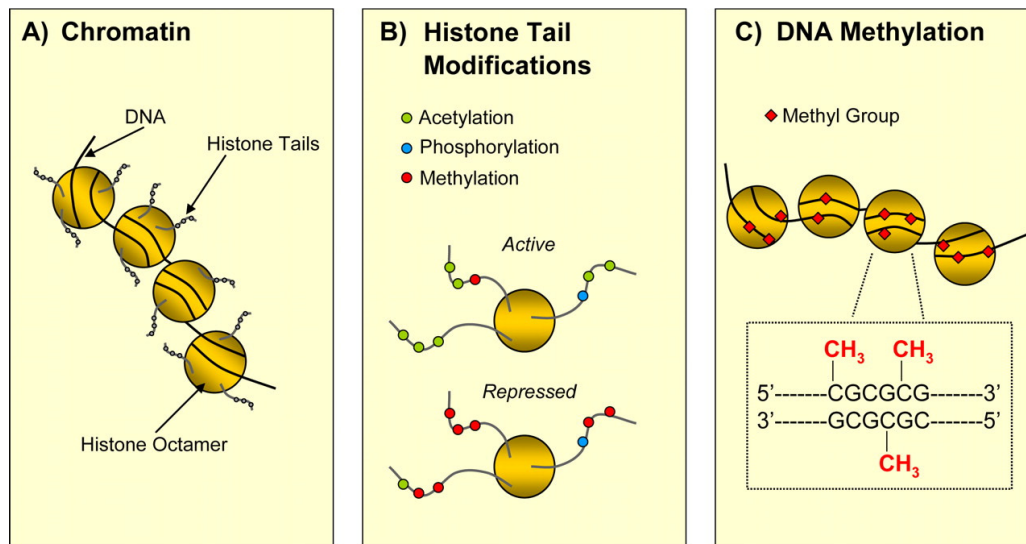 A) Chromatin
DNA
Histone Tails
Histone Octamer
B) Histone Tail
Modifications
Acetylation
Phosphorylation
Methylation
Active
Repressed
C) DNA Methylation
Methyl Group
CH₃ CH₃
5’-------CGCGCG-------3’
3’-------GCGCGC------5’
CH₃